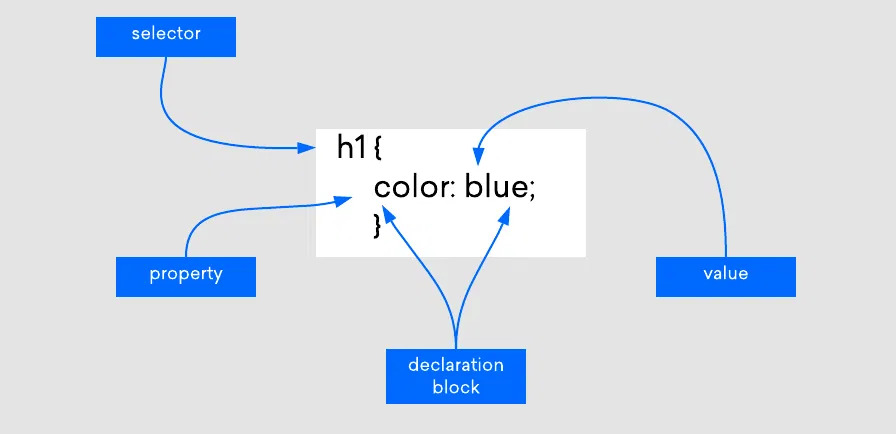 selector
h1 {
color: blue;
}
property
value
declaration
block